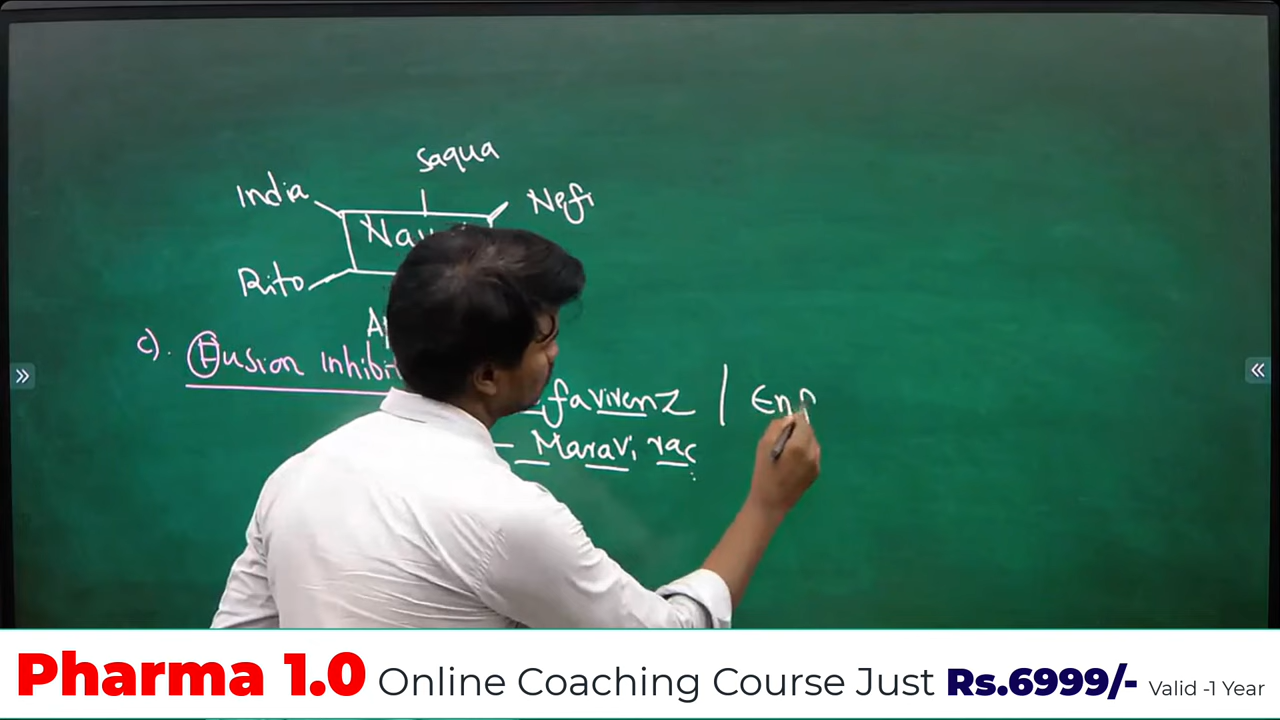 saqua
India
Nefi
Rito
c). Fusion inhibit
favirenz | Enf
Maravi rac
Pharma 1.0 Online Coaching Course Just Rs.6999/- Valid -1 Year